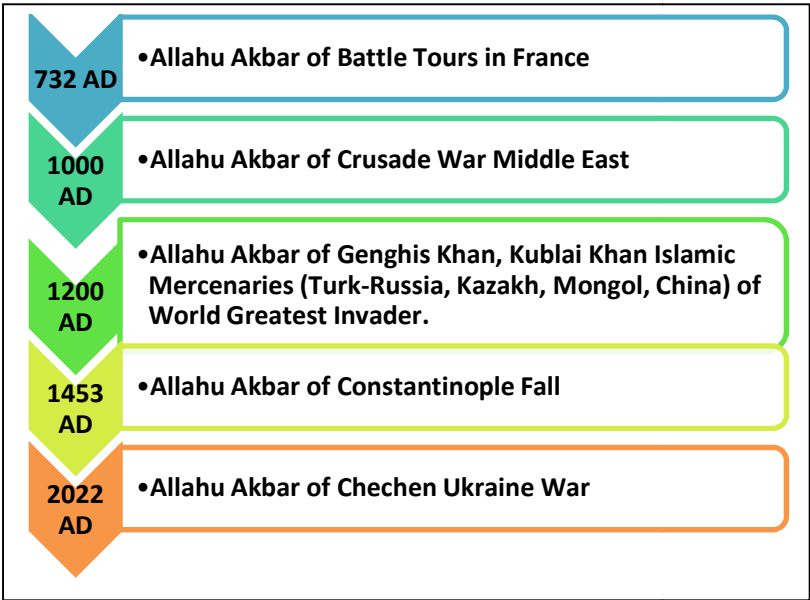 732 AD
•Allahu Akbar of Battle Tours in France
1000
AD
•Allahu Akbar of Crusade War Middle East
1200
AD
•Allahu Akbar of Genghis Khan, Kublai Khan Islamic
Mercenaries (Turk-Russia, Kazakh, Mongol, China) of
World Greatest Invader.
1453
AD
•Allahu Akbar of Constantinople Fall
2022
AD
•Allahu Akbar of Chechen Ukraine War